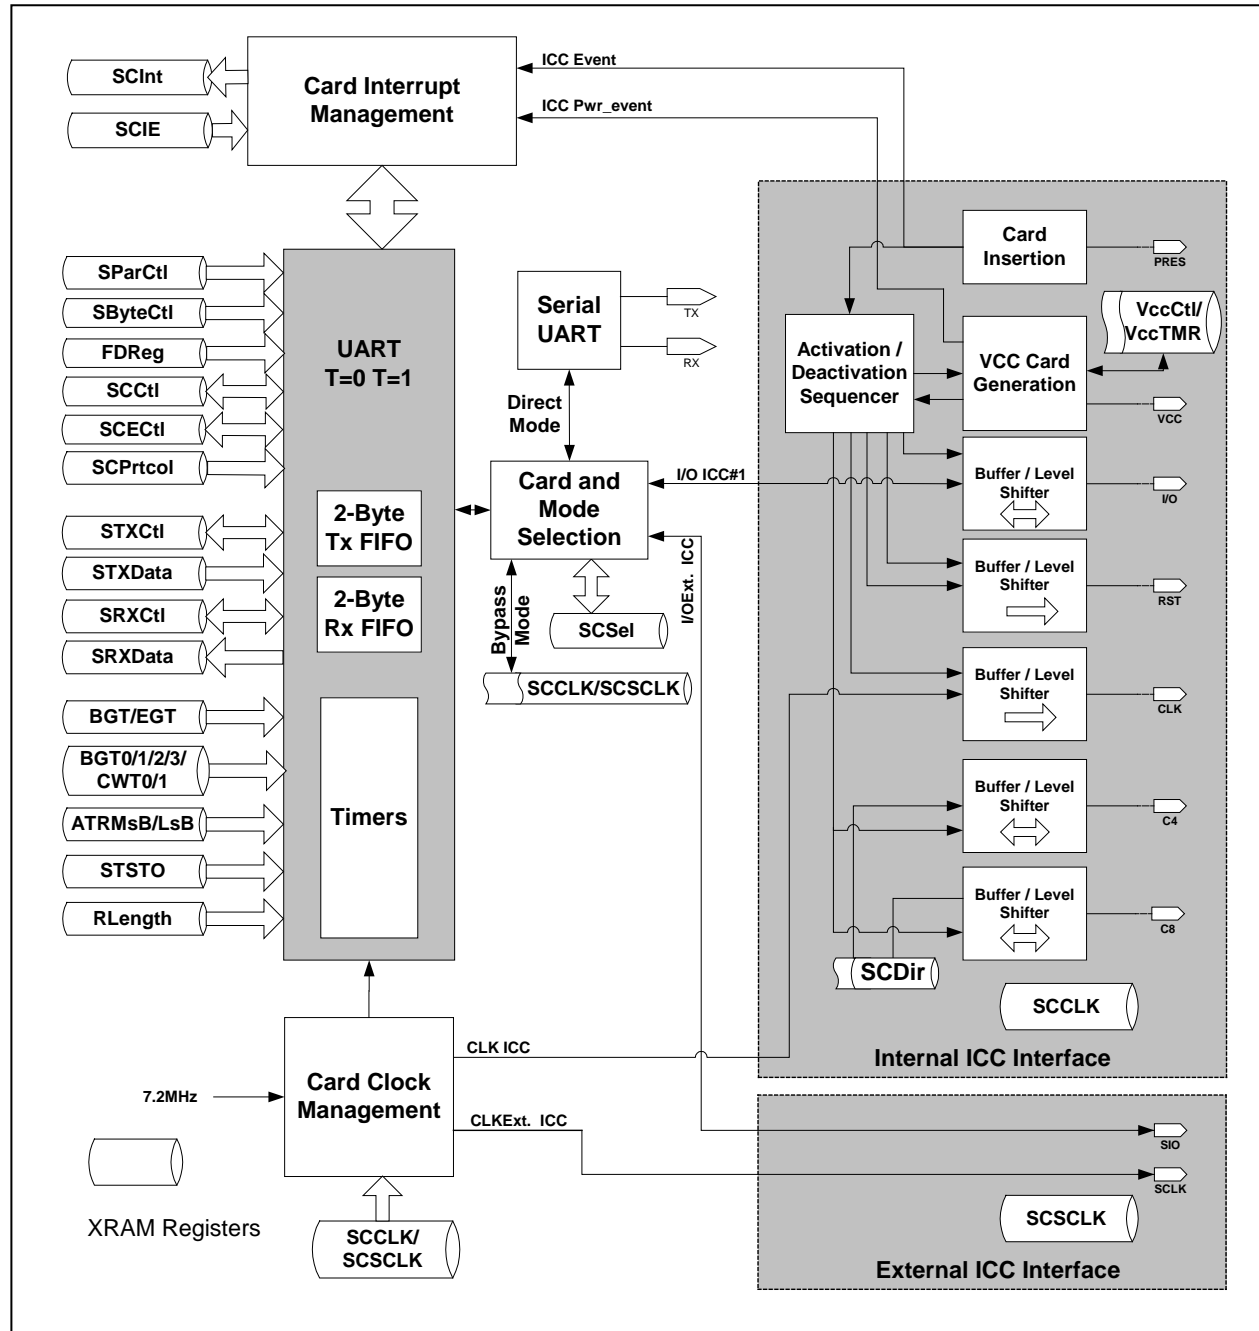 SCInt
SCIE
Card Interrupt
Management
ICC Event
ICC Pwr_event
SParCtl
SByteCtl
FDReg
SCCtl
SCECtl
SCPrtcol
STXCtl
STXData
SRXCtl
SRXData
BGT/EGT
BGT0/1/2/3/
CWT0/1
ATRMsB/LsB
STSTO
RLength
UART
T=0 T=1
2-Byte
Tx FIFO
2-Byte
Rx FIFO
Timers
Serial
UART
TX
RX
Direct
Mode
Card and
Mode
Selection
I/O ICC#1
I/OExt. ICC
Bypass
Mode
SCSel
SCCLK/SCSCLK
Card
Insertion
PRES
VccCtl/
VccTMR
Activation /
Deactivation
Sequencer
VCC Card
Generation
VCC
Buffer / Level
Shifter
I/O
Buffer / Level
Shifter
RST
Buffer / Level
Shifter
CLK
Buffer / Level
Shifter
C4
Buffer / Level
Shifter
C8
SCDir
SCCLK
Internal ICC Interface
Card Clock
Management
7.2MHz
CLK ICC
CLKExt. ICC
SIO
SCLK
SCSCLK
External ICC Interface
XRAM Registers
SCCLK/
SCSCLK